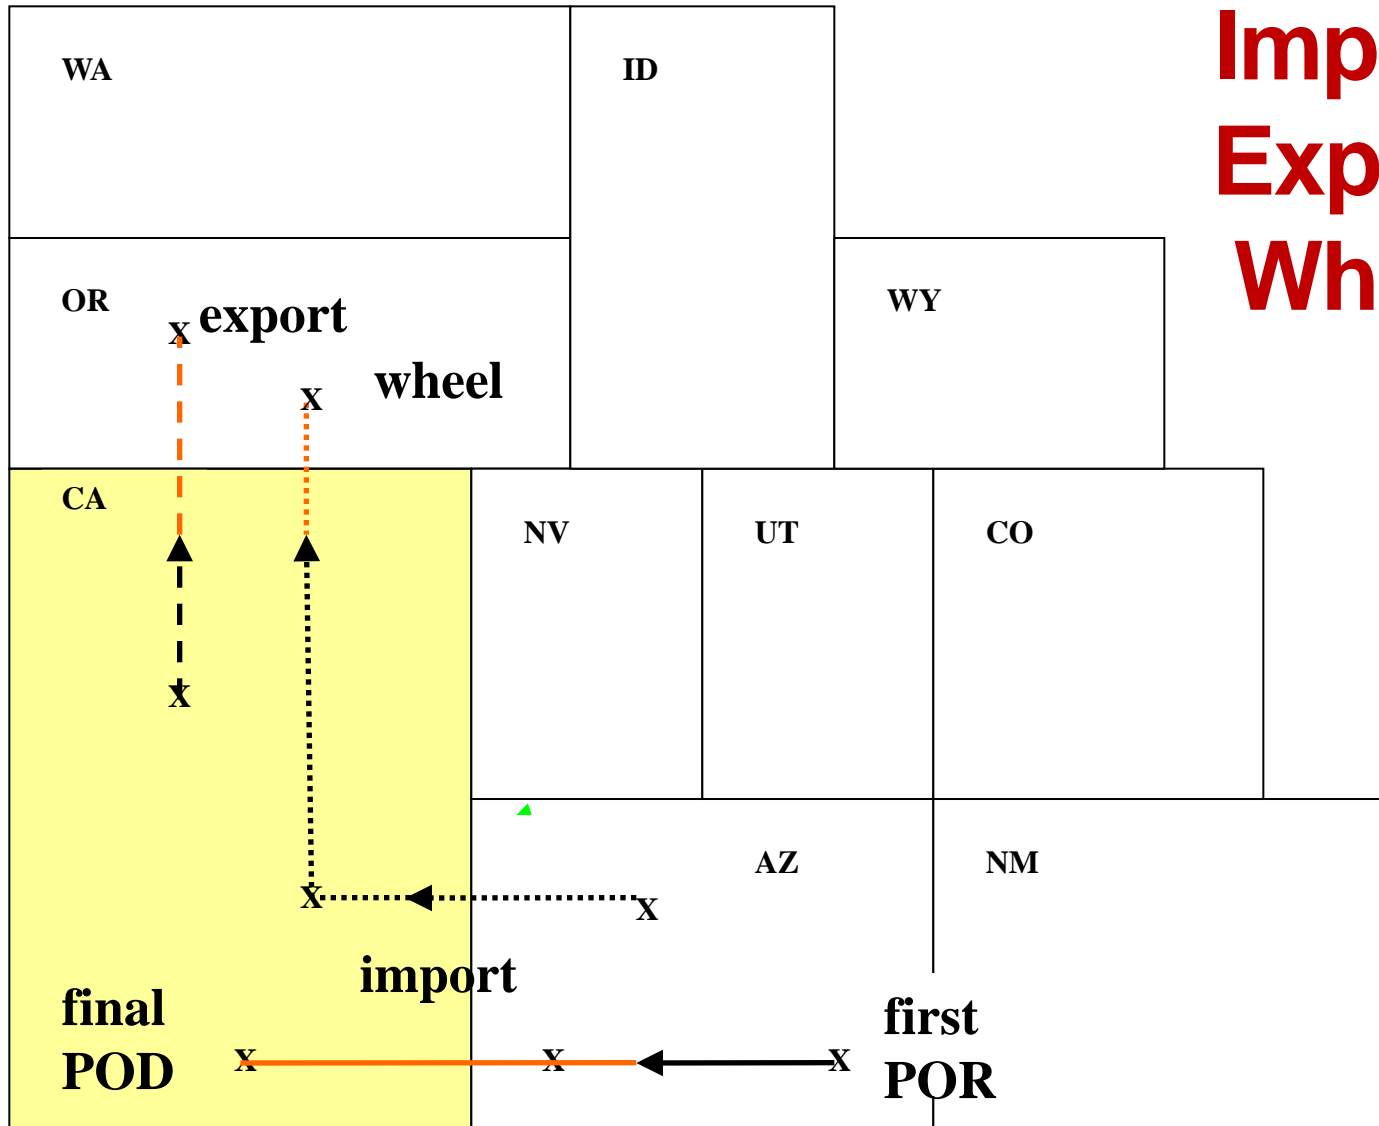 Imp
Exp
Wh
WA
ID
OR
X export
WY
wheel
X
CA
NV
UT
CO
X
AZ
NM
X
X
import
final
POD
first
POR
X
X
X